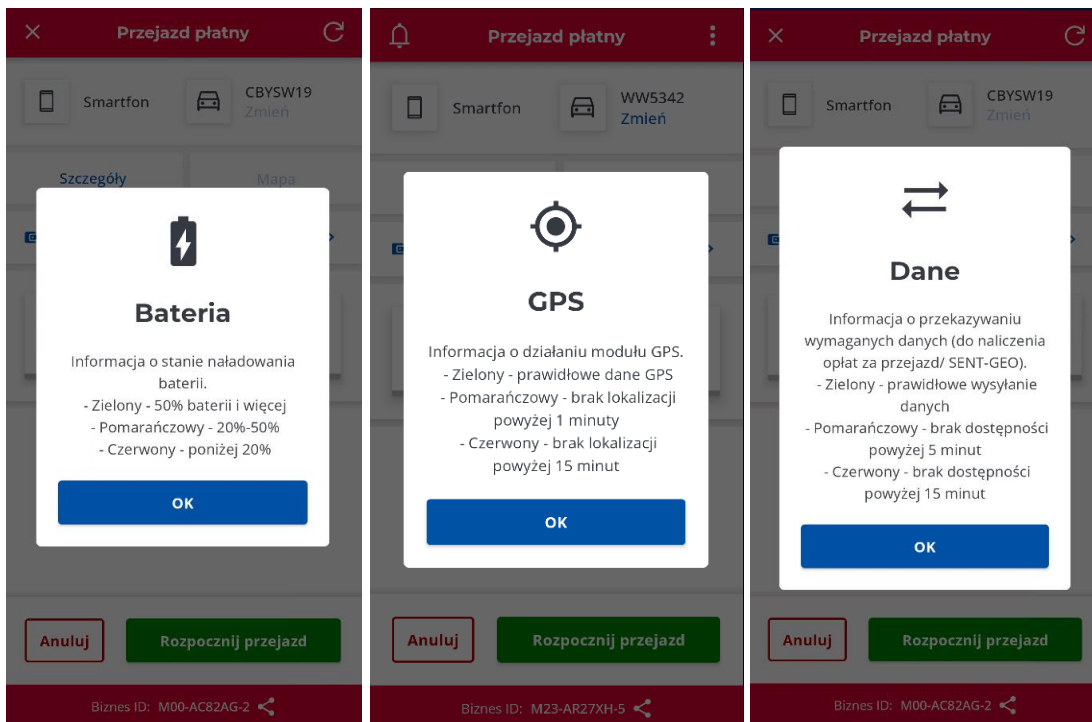 Przejazd płatny
Smartfon
CBYSW19
Zmień
Szczegóły
Mapa
Bateria
Informacja o stanie naładowania
baterii.
- Zielony - 50% baterii i więcej
- Pomarańczowy - 20%-50%
- Czerwony - poniżej 20%
OK
Anuluj
Rozpocznij przejazd
Biznes ID: M00-AC82AG-2
Przejazd płatny
Smartfon
WW5342
Zmień
GPS
Informacja o działaniu modułu GPS.
- Zielony - prawidłowe dane GPS
- Pomarańczowy - brak lokalizacji
powyżej 1 minuty
- Czerwony - brak lokalizacji
powyżej 15 minut
OK
Anuluj
Rozpocznij przejazd
Biznes ID: M23-AR27XH-5
Przejazd płatny
Smartfon
CBYSW19
Zmień
Dane
Informacja o przekazywaniu
wymaganych danych (do naliczenia
opłat za przejazd/ SENT-GEO).
- Zielony - prawidłowe wysyłanie
danych
- Pomarańczowy - brak dostępności
powyżej 5 minut
- Czerwony - brak dostępności
powyżej 15 minut
OK
Anuluj
Rozpocznij przejazd
Biznes ID: M00-AC82AG-2